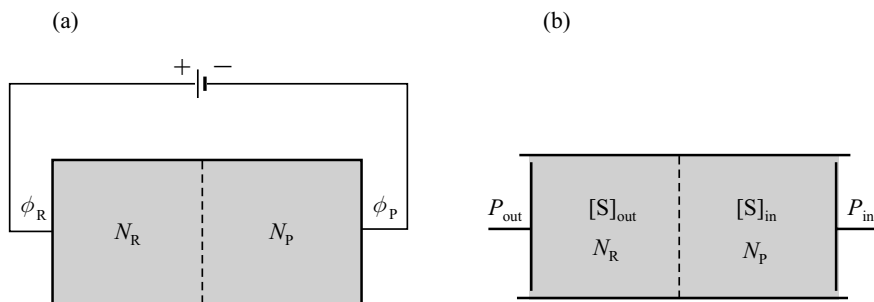 (a)
(b)
+ −
ϕR ϕP
NR NP
Pout [S]out [S]in Pin
NR NP